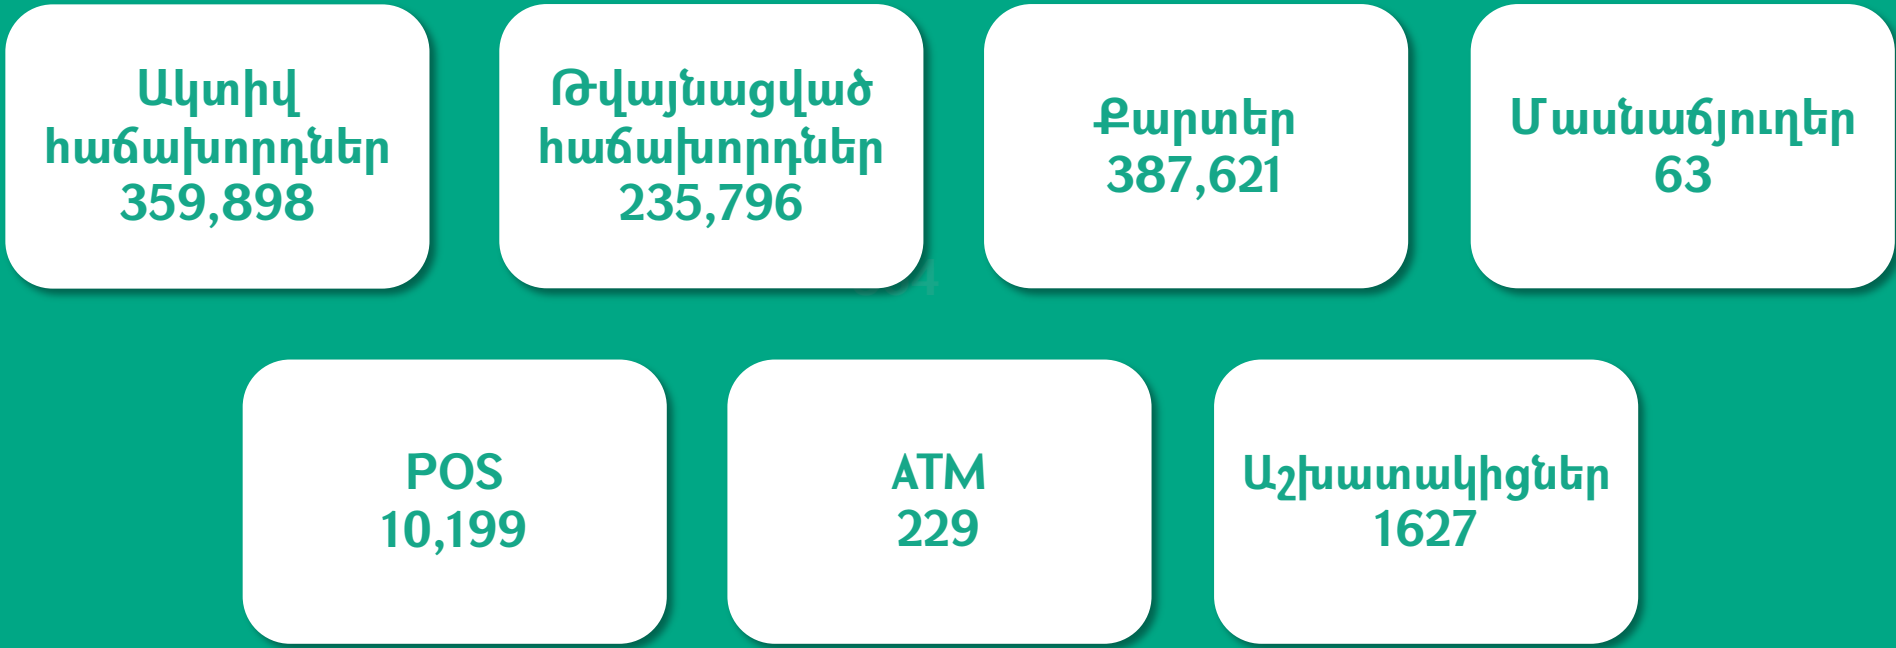 Ակտիվ
հաճախորդներ
359,898
Թվայնացված
հաճախորդներ
235,796
Քարտեր
387,621
Մասնաճյուղեր
63
4
POS
10,199
ATM
229
Աշխատակիցներ
1627